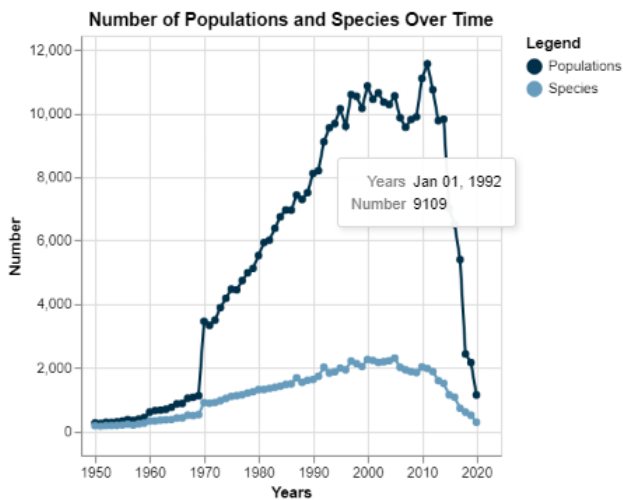 Number of Populations and Species Over Time
Legend
Populations
Species
12,000
10,000
8,000
6,000
4,000
2,000
0
Number
Years Jan 01, 1992
Number 9109
1950 1960 1970 1980 1990 2000 2010 2020
Years